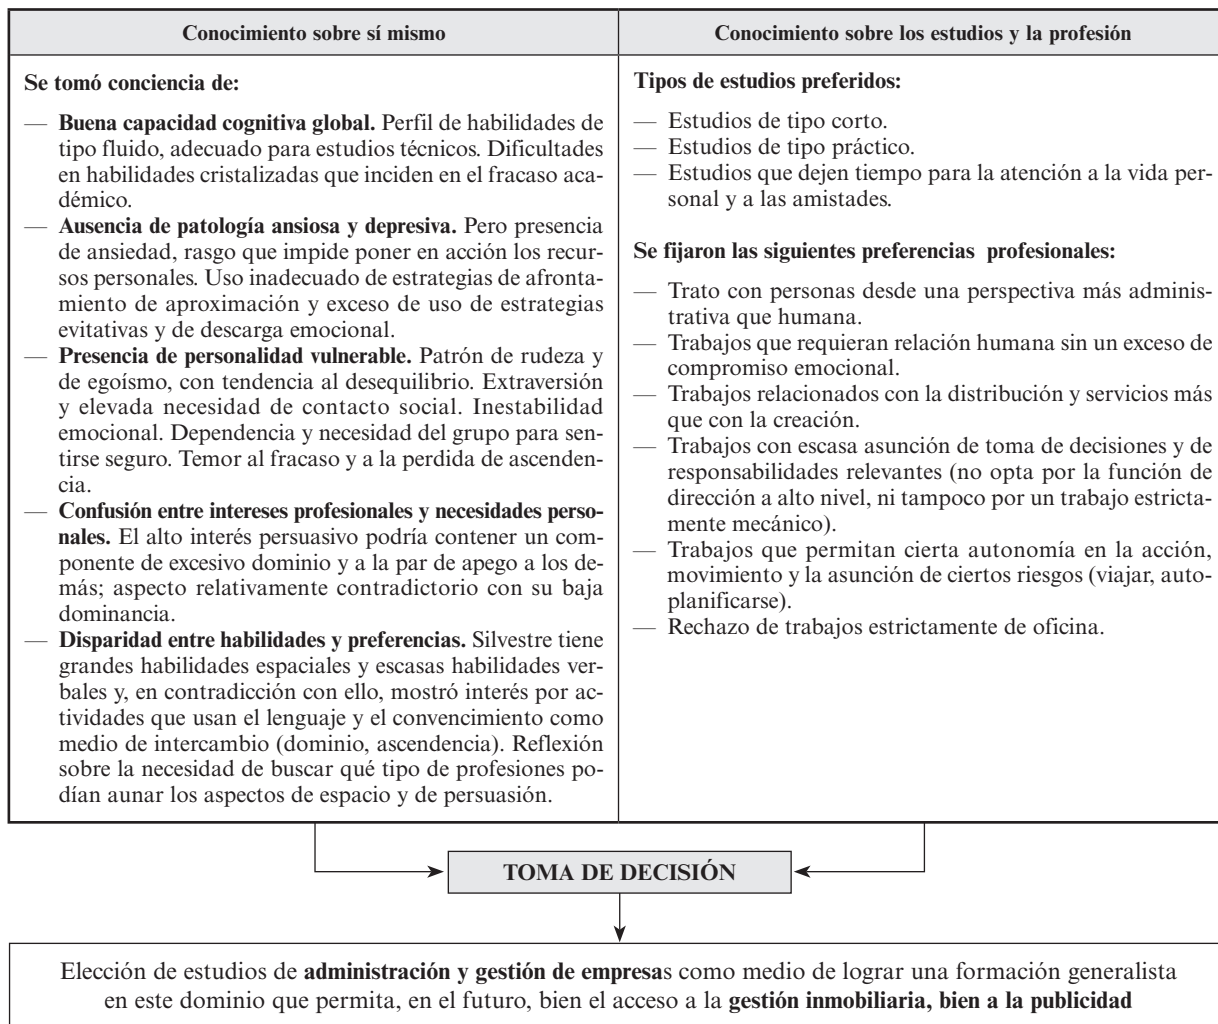 Conocimiento sobre sí mismo
Se tomó conciencia de:
— Buena capacidad cognitiva global. Perfil de habilidades de
tipo fluido, adecuado para estudios técnicos. Dificultades
en habilidades cristalizadas que inciden en el fracaso aca-
démico.
— Ausencia de patología ansiosa y depresiva. Pero presencia
de ansiedad, rasgo que impide poner en acción los recur-
sos personales. Uso inadecuado de estrategias de afronta-
miento de aproximación y exceso de uso de estrategias
evitativas y de descarga emocional.
— Presencia de personalidad vulnerable. Patrón de rudeza y
de egoísmo, con tendencia al desequilibrio. Extraversión
y elevada necesidad de contacto social. Inestabilidad
emocional. Dependencia y necesidad del grupo para sen-
tirse seguro. Temor al fracaso y a la perdida de ascenden-
cia.
— Confusión entre intereses profesionales y necesidades perso-
nales. El alto interés persuasivo podría contener un com-
ponente de excesivo dominio y a la par de apego a los de-
más; aspecto relativamente contradictorio con su baja
dominancia.
— Disparidad entre habilidades y preferencias. Silvestre tiene
grandes habilidades espaciales y escasas habilidades ver-
bales y, en contradicción con ello, mostró interés por ac-
tividades que usan el lenguaje y el convencimiento como
medio de intercambio (dominio, ascendencia). Reflexión
sobre la necesidad de buscar qué tipo de profesiones po-
dían aunar los aspectos de espacio y de persuasión.
Conocimiento sobre los estudios y la profesión
Tipos de estudios preferidos:
— Estudios de tipo corto.
— Estudios de tipo práctico.
— Estudios que dejen tiempo para la atención a la vida per-
sonal y a las amistades.
Se fijaron las siguientes preferencias profesionales:
— Trato con personas desde una perspectiva más adminis-
trativa que humana.
— Trabajos que requieran relación humana sin un exceso de
compromiso emocional.
— Trabajos relacionados con la distribución y servicios más
que con la creación.
— Trabajos con escasa asunción de toma de decisiones y de
responsabilidades relevantes (no opta por la función de
dirección a alto nivel, ni tampoco por un trabajo estricta-
mente mecánico).
— Trabajos que permitan cierta autonomía en la acción,
movimiento y la asunción de ciertos riesgos (viajar, auto-
planificarse).
— Rechazo de trabajos estrictamente de oficina.
TOMA DE DECISIÓN
Elección de estudios de administración y gestión de empresas como medio de lograr una formación generalista
en este dominio que permita, en el futuro, bien el acceso a la gestión inmobiliaria, bien a la publicidad